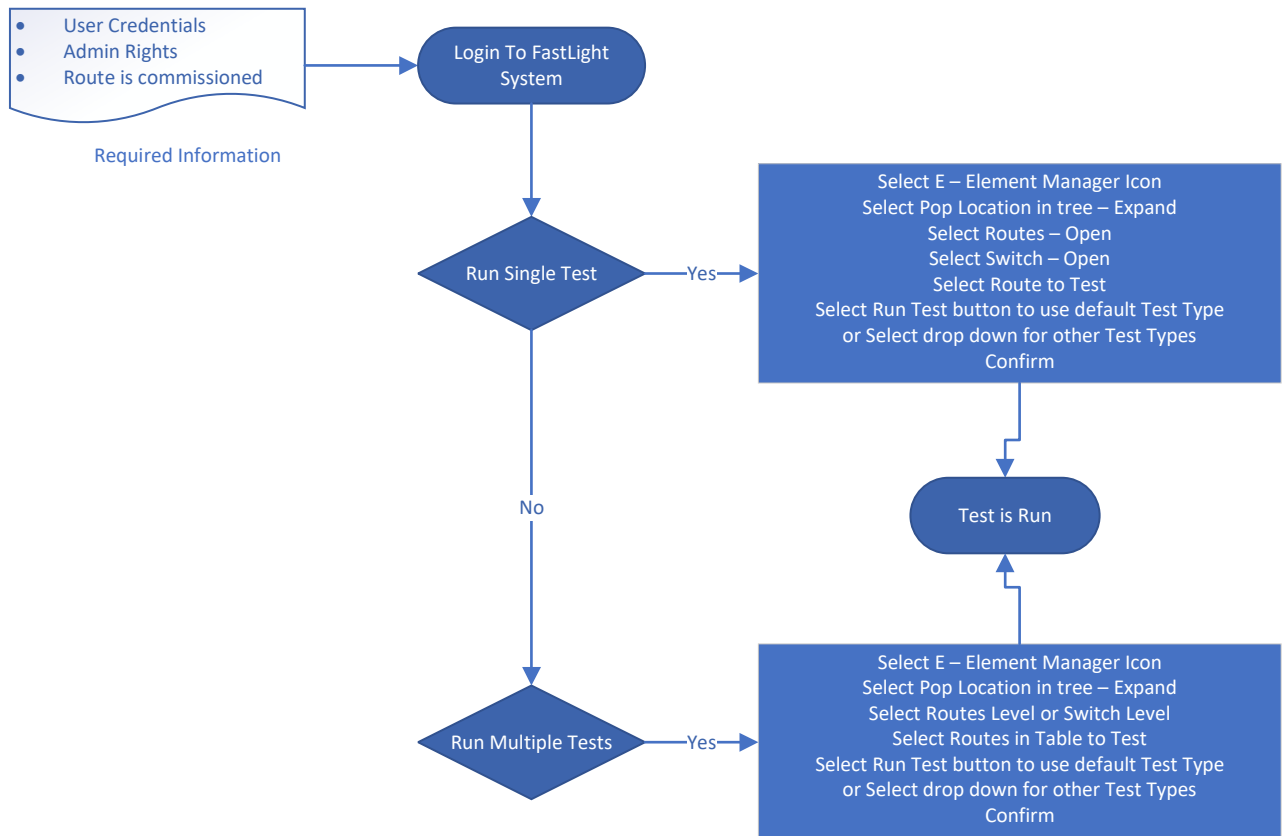 • User Credentials
• Admin Rights
• Route is commissioned
Required Information
Login To FastLight
System
Run Single Test
Yes
Select E – Element Manager Icon
Select Pop Location in tree – Expand
Select Routes – Open
Select Switch – Open
Select Route to Test
Select Run Test button to use default Test Type
or Select drop down for other Test Types
Confirm
No
Test is Run
Run Multiple Tests
Yes
Select E – Element Manager Icon
Select Pop Location in tree – Expand
Select Routes Level or Switch Level
Select Routes in Table to Test
Select Run Test button to use default Test Type
or Select drop down for other Test Types
Confirm